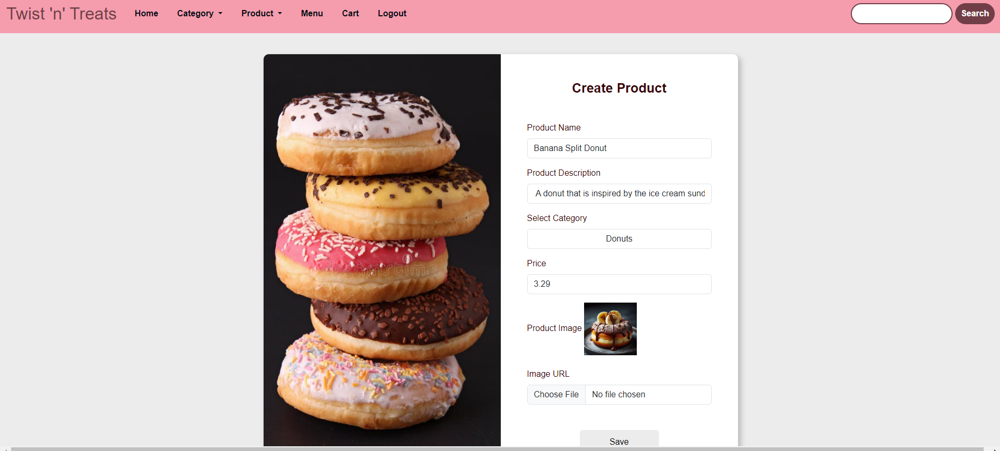 Twist 'n' Treats Home Category Product Menu Cart Logout Search
Create Product
Product Name
Banana Split Donut
Product Description
A donut that is inspired by the ice cream sund
Select Category
Donuts
Price
3.29
dreamstime
Product Image
Image URL
Choose File No file chosen
Save